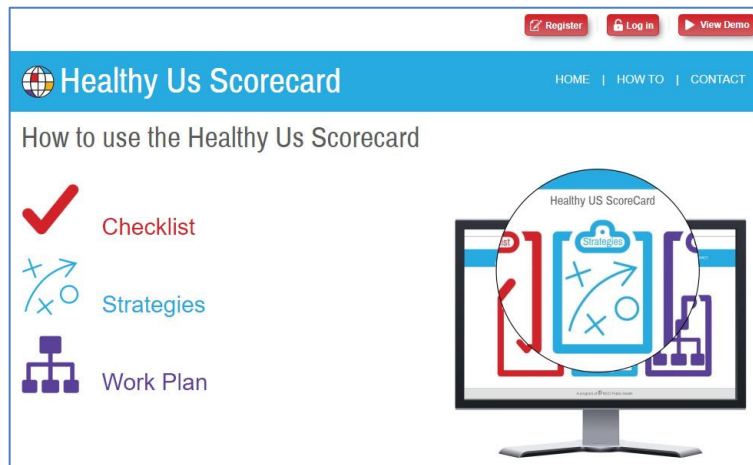 Register
Log in
View Demo
Healthy Us Scorecard
HOME | HOW TO | CONTACT
How to use the Healthy Us Scorecard
Checklist
Strategies
Work Plan
Healthy US ScoreCard
Strategies